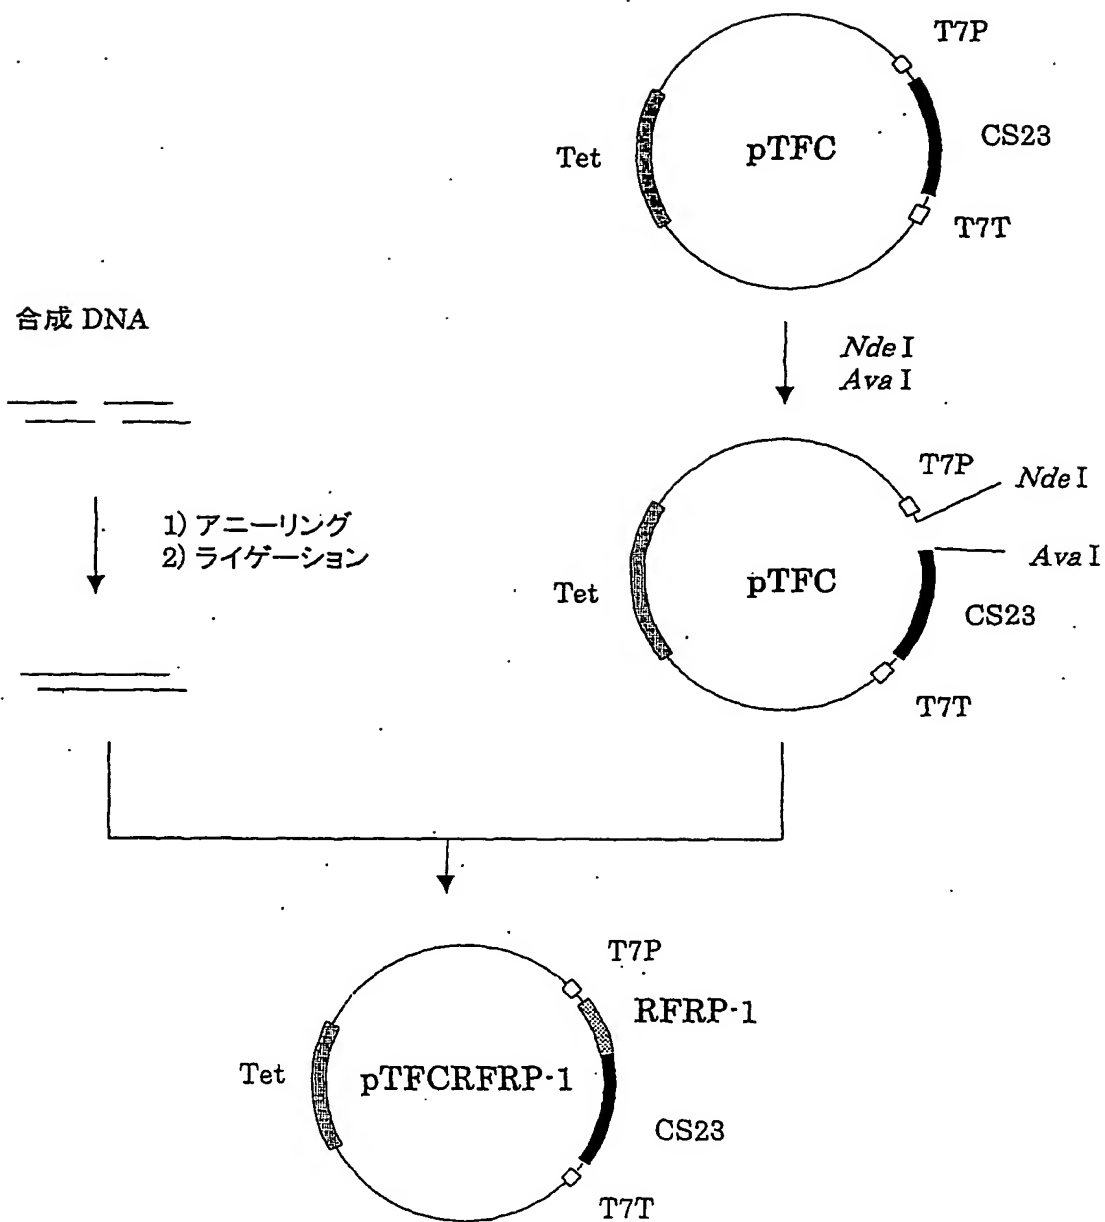 T7P
CS23
Tet
pTFC
T7T
合成 DNA
Nde I
Ava I
1) アニーリング
2) ライゲーション
T7P
Nde I
Ava I
Tet
pTFC
CS23
T7T
T7P
RFRP-1
Tet
pTFCRFRP-1
CS23
T7T